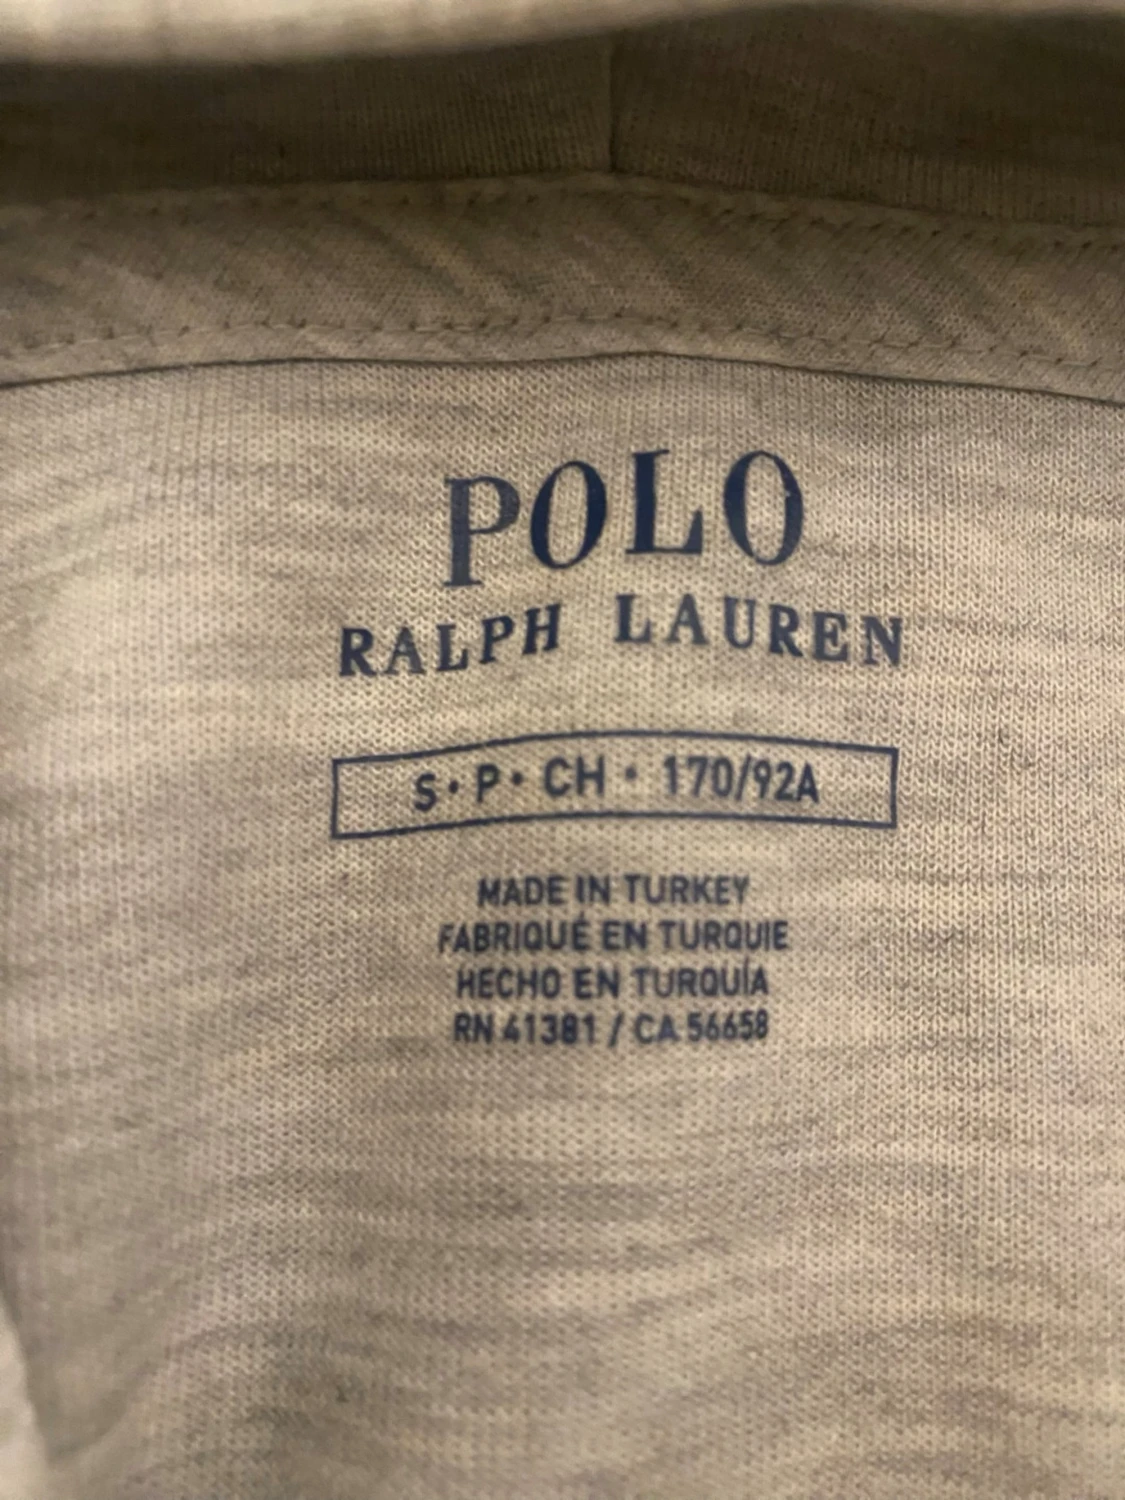 POLO
RALPH LAUREN
S • P • CH • 170/92A
MADE IN TURKEY
FABRIQUÉ EN TURQUIE
HECHO EN TURQUÍA
RN 41381 / CA 56658